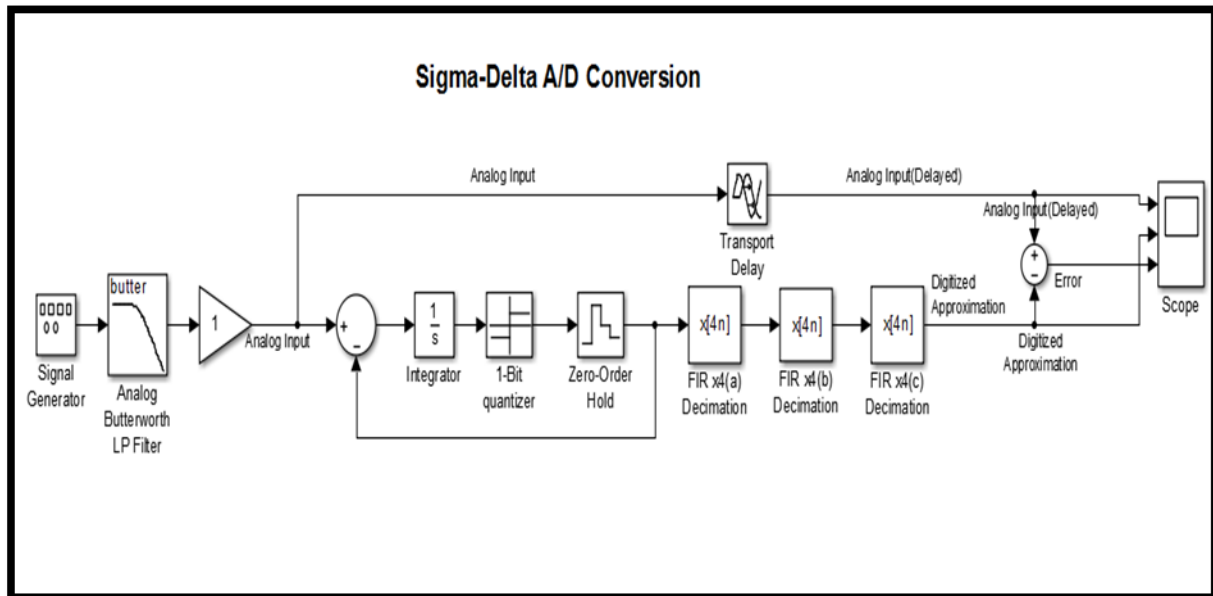 Sigma-Delta A/D Conversion
Analog Input
Analog Input(Delayed)
Analog Input(Delayed)
Transport
Delay
+
−
Error
Scope
butter
1
Analog Input
+
−
1
s
x[4n]
x[4n]
x[4n]
Digitized
Approximation
Digitized
Approximation
Signal
Generator
Analog
Butterworth
LP Filter
Integrator
1-Bit
quantizer
Zero-Order
Hold
FIR x4(a)
Decimation
FIR x4(b)
Decimation
FIR x4(c)
Decimation